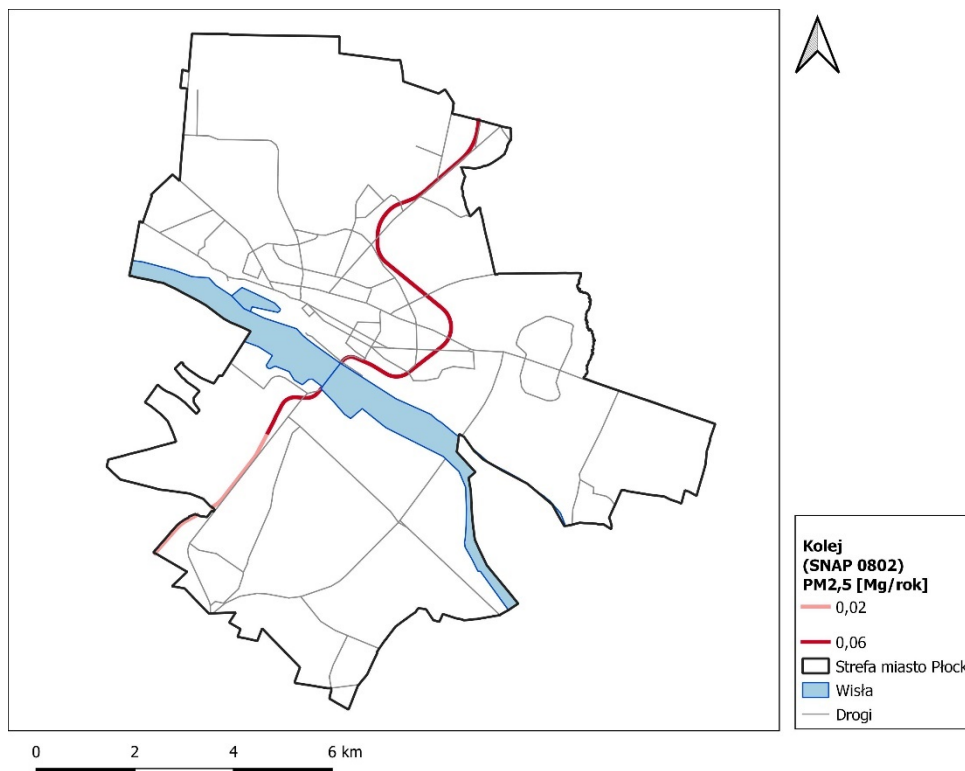 Kolej
(SNAP 0802)
PM2,5 [Mg/rok]
0,02
0,06
Strefa miasto Płock
Wisła
Drogi
0 2 4 6 km